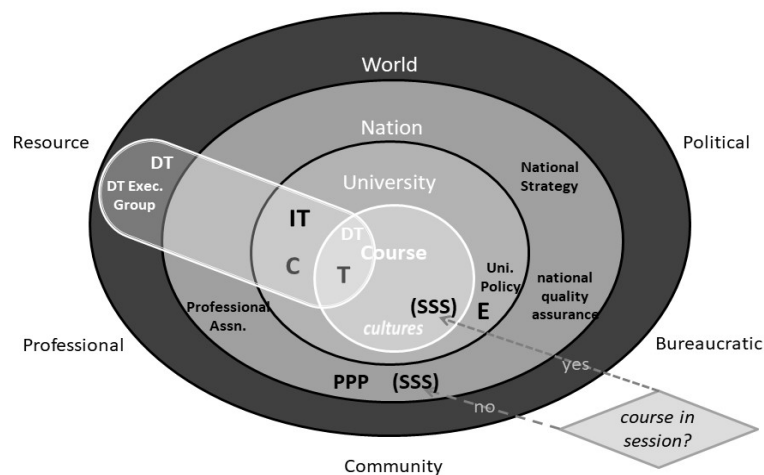 World
Nation
Resource
Political
DT
National
Strategy
DT Exec.
Group
University
IT
DT
Course
C
T
Uni.
Policy
national
quality
assurance
Professional
Assn.
(SSS)
E
cultures
Professional
Bureaucratic
yes
PPP
(SSS)
no
course in
session?
Community